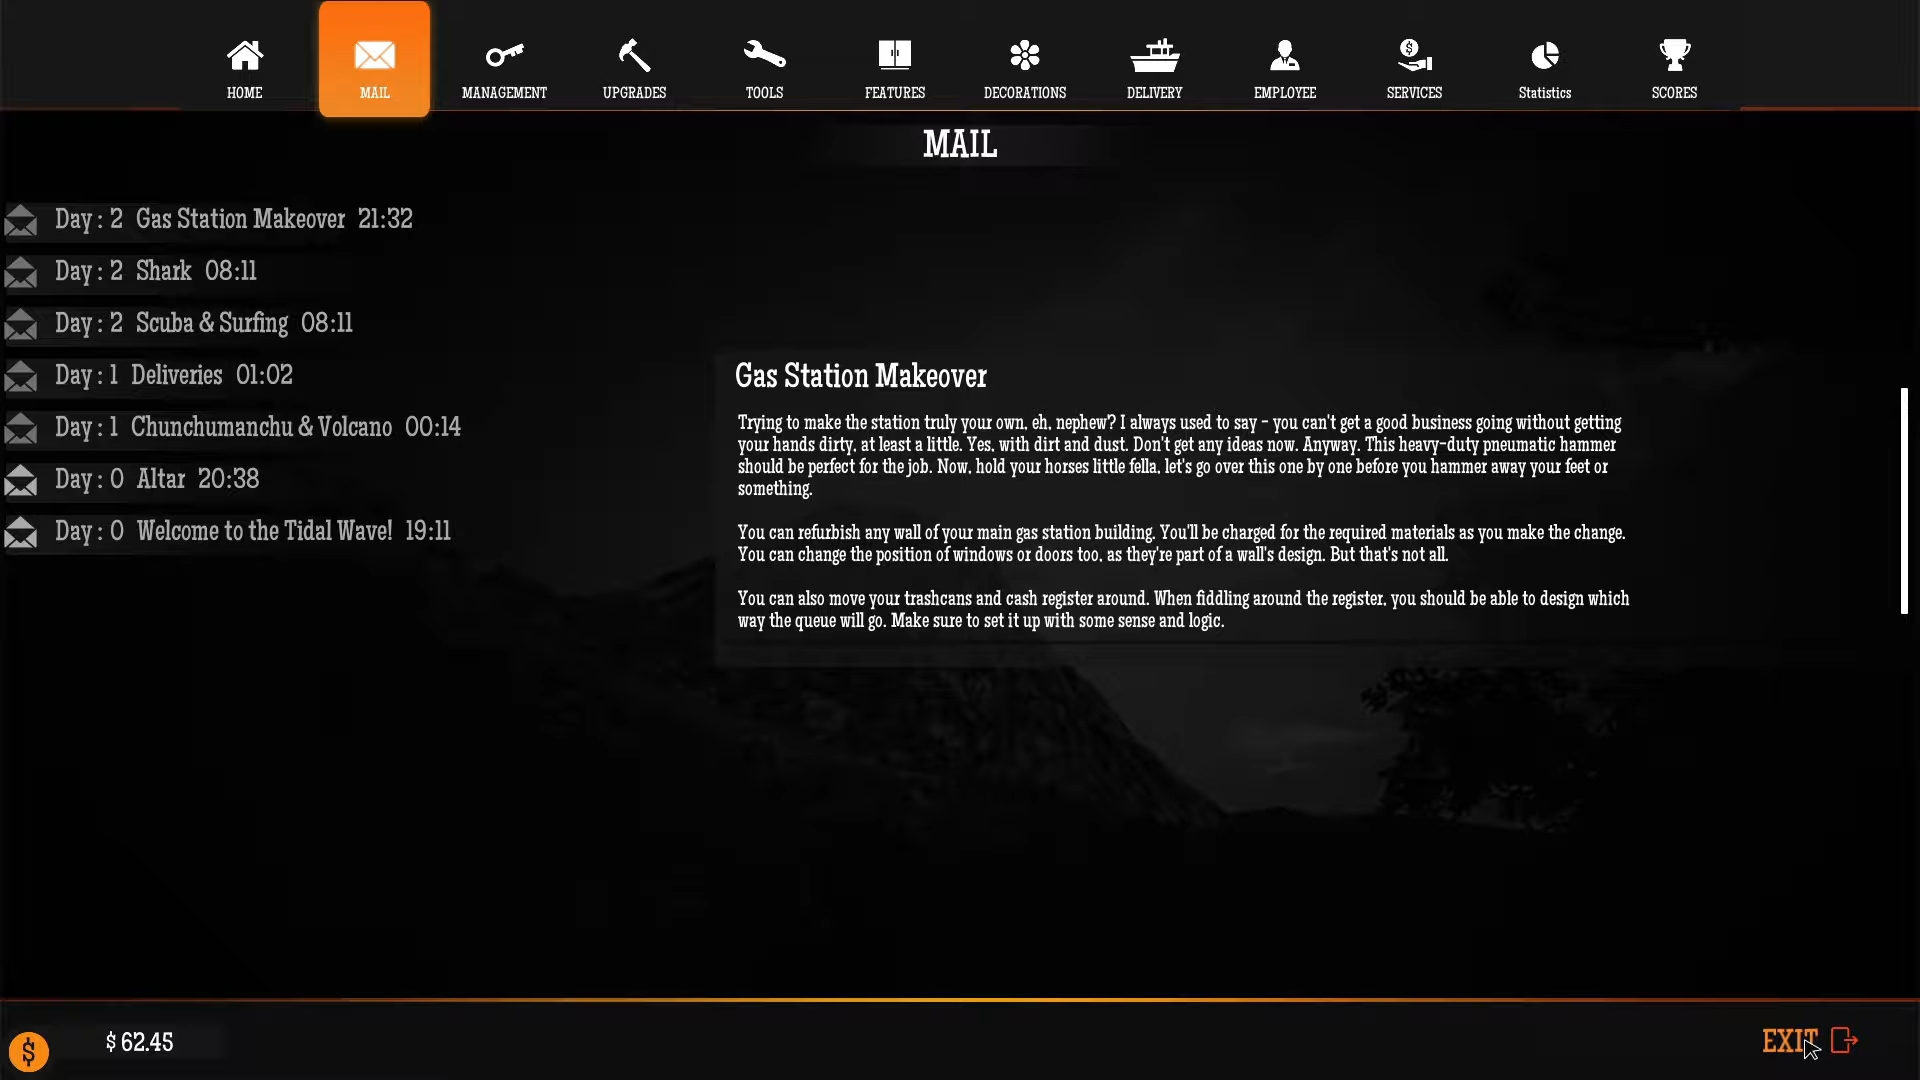 HOME
MAIL
MANAGEMENT
UPGRADES
TOOLS
FEATURES
DECORATIONS
DELIVERY
EMPLOYEE
SERVICES
Statistics
SCORES
MAIL
Day : 2 Gas Station Makeover 21:32
Day : 2 Shark 08:11
Day : 2 Scuba & Surfing 08:11
Day : 1 Deliveries 01:02
Day : 1 Chunchumanchu & Volcano 00:14
Day : 0 Altar 20:38
Day : 0 Welcome to the Tidal Wave! 19:11
Gas Station Makeover
Trying to make the station truly your own, eh, nephew? I always used to say - you can't get a good business going without getting
your hands dirty, at least a little. Yes, with dirt and dust. Don't get any ideas now. Anyway. This heavy-duty pneumatic hammer
should be perfect for the job. Now, hold your horses little fella, let's go over this one by one before you hammer away your feet or
something.
You can refurbish any wall of your main gas station building. You'll be charged for the required materials as you make the change.
You can change the position of windows or doors too, as they're part of a wall's design. But that's not all.
You can also move your trashcans and cash register around. When fiddling around the register, you should be able to design which
way the queue will go. Make sure to set it up with some sense and logic.
$ 62.45
EXIT